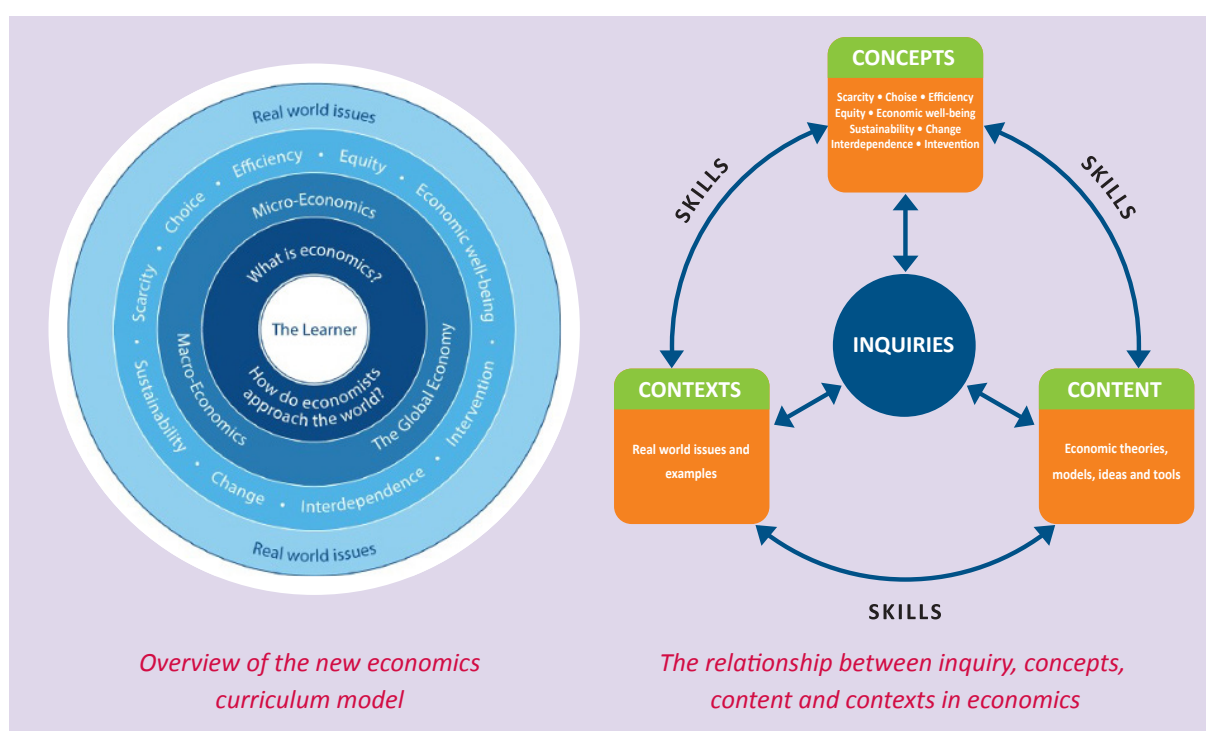 Real world issues
Scarcity • Choice • Efficiency • Equity • Economic well-being • Intervention • Interdependence • Change • Sustainability •
Micro-Economics
The Global Economy
Macro-Economics
What is economics?
The Learner
How do economists
approach the world?
Real world issues
Overview of the new economics
curriculum model
CONCEPTS
Scarcity • Choise • Efficiency
Equity • Economic well-being
Sustainability • Change
Interdependence • Intevention
SKILLS
SKILLS
INQUIRIES
CONTEXTS
Real world issues and
examples
CONTENT
Economic theories,
models, ideas and tools
SKILLS
The relationship between inquiry, concepts,
content and contexts in economics